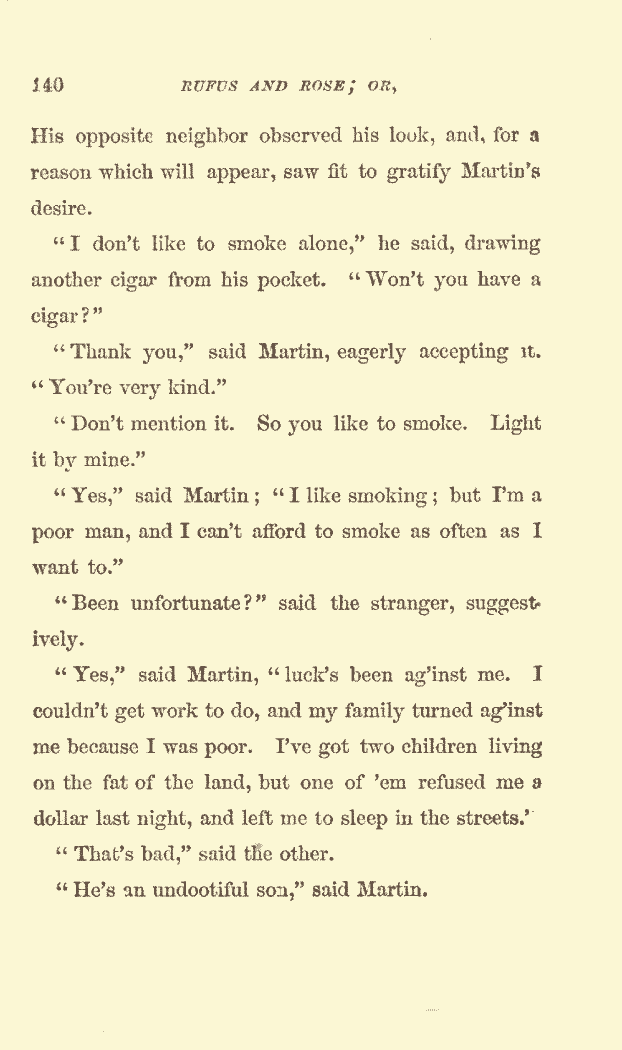 140 RUFUS AND ROSE; OR,
His opposite neighbor observed his look, and, for a
reason which will appear, saw fit to gratify Martin's
desire.
"I don't like to smoke alone," he said, drawing
another cigar from his pocket. "Won't you have a
cigar?"
"Thank you," said Martin, eagerly accepting it.
"You're very kind."
"Don't mention it. So you like to smoke. Light
it by mine."
"Yes," said Martin; "I like smoking; but I'm a
poor man, and I can't afford to smoke as often as I
want to."
"Been unfortunate?" said the stranger, suggest-
ively.
"Yes," said Martin, "luck's been ag'inst me. I
couldn't get work to do, and my family turned ag'inst
me because I was poor. I've got two children living
on the fat of the land, but one of 'em refused me a
dollar last night, and left me to sleep in the streets.'
"That's bad," said the other.
"He's an undootiful son," said Martin.